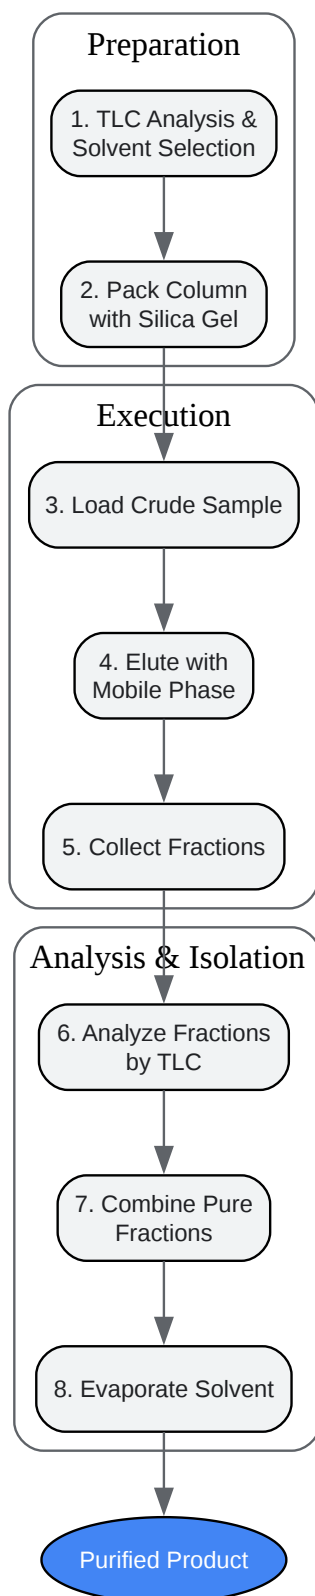 Preparation
1. TLC Analysis &
Solvent Selection
2. Pack Column
with Silica Gel
Execution
3. Load Crude Sample
4. Elute with
Mobile Phase
5. Collect Fractions
Analysis & Isolation
6. Analyze Fractions
by TLC
7. Combine Pure
Fractions
8. Evaporate Solvent
Purified Product